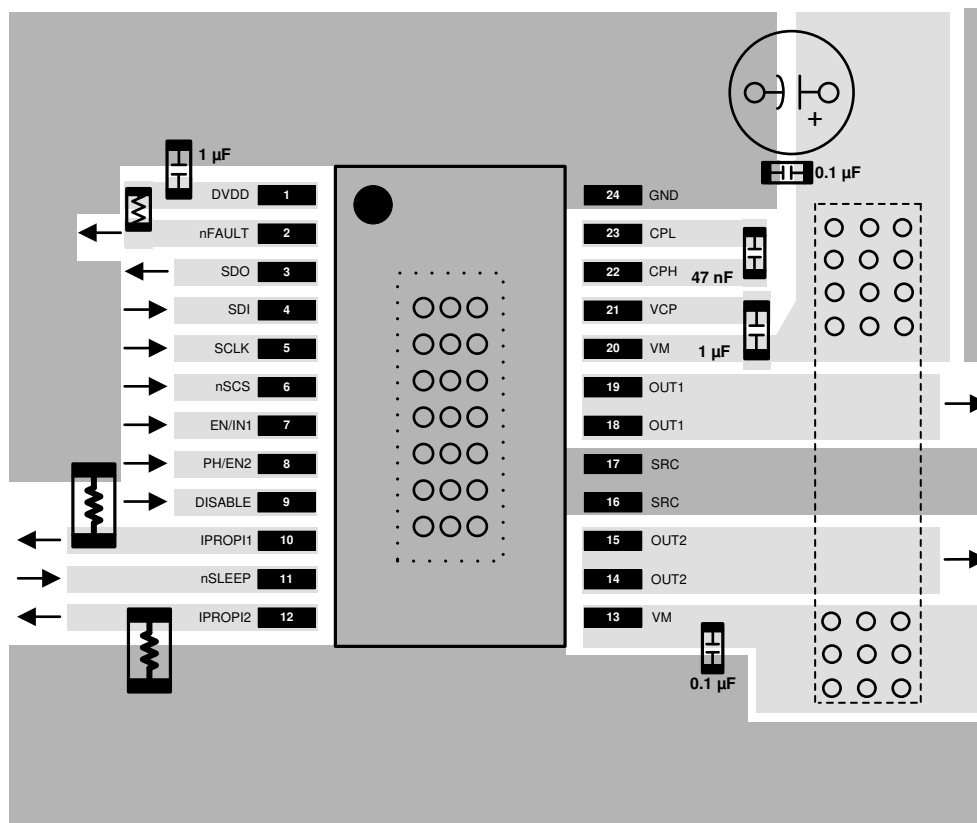 +
1 µF
0.1 µF
DVDD 1
24 GND
nFAULT 2
23 CPL
SDO 3
22 CPH
47 nF
SDI 4
21 VCP
SCLK 5
20 VM
1 µF
nSCS 6
19 OUT1
EN/IN1 7
18 OUT1
PH/EN2 8
17 SRC
DISABLE 9
16 SRC
IPROPI1 10
15 OUT2
nSLEEP 11
14 OUT2
IPROPI2 12
13 VM
0.1 µF